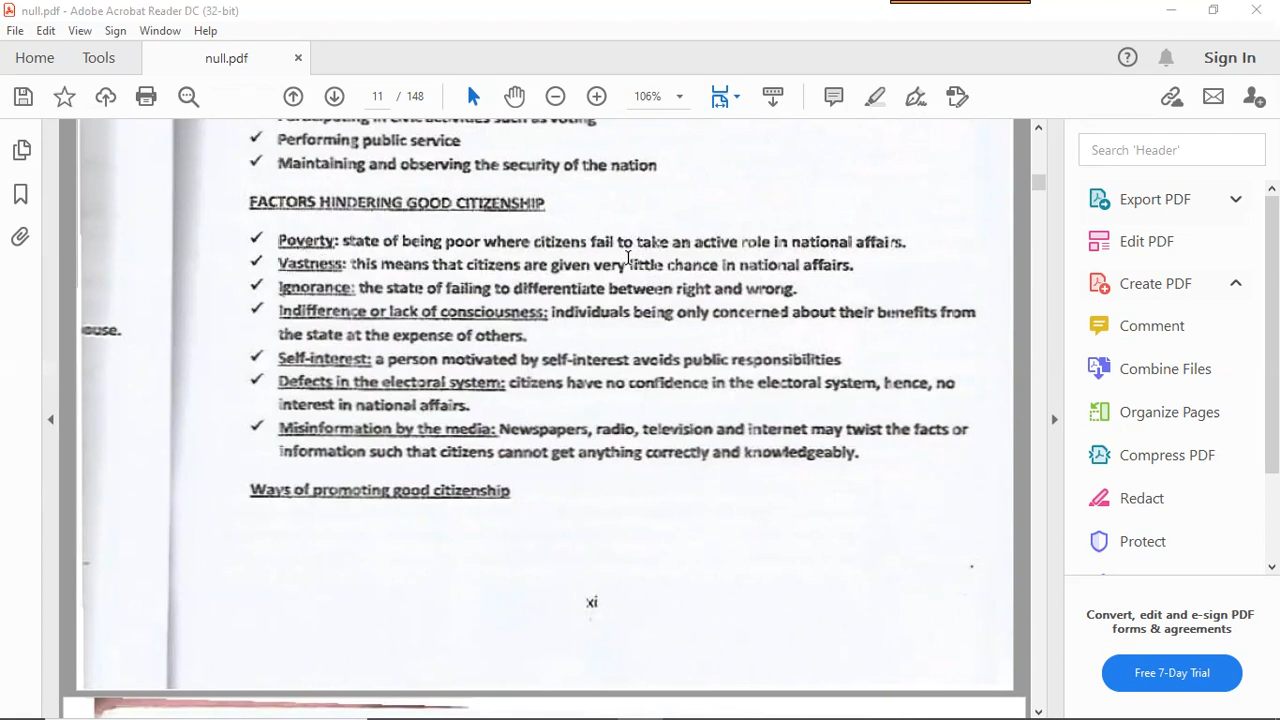 null.pdf - Adobe Acrobat Reader DC (32-bit)
File Edit View Sign Window Help
Home Tools null.pdf × Sign In
11 / 148 106%
Participating in civic activities such as voting
✓ Performing public service
✓ Maintaining and observing the security of the nation
FACTORS HINDERING GOOD CITIZENSHIP
✓ Poverty: state of being poor where citizens fail to take an active role in national affairs.
✓ Vastness: this means that citizens are given very little chance in national affairs.
✓ Ignorance: the state of failing to differentiate between right and wrong.
✓ Indifference or lack of consciousness: individuals being only concerned about their benefits from
the state at the expense of others.
ouse.
✓ Self-interest: a person motivated by self-interest avoids public responsibilities
✓ Defects in the electoral system: citizens have no confidence in the electoral system, hence, no
interest in national affairs.
✓ Misinformation by the media: Newspapers, radio, television and internet may twist the facts or
information such that citizens cannot get anything correctly and knowledgeably.
Ways of promoting good citizenship
xi
Search 'Header'
Export PDF
Edit PDF
Create PDF
Comment
Combine Files
Organize Pages
Compress PDF
Redact
Protect
Convert, edit and e-sign PDF
forms & agreements
Free 7-Day Trial